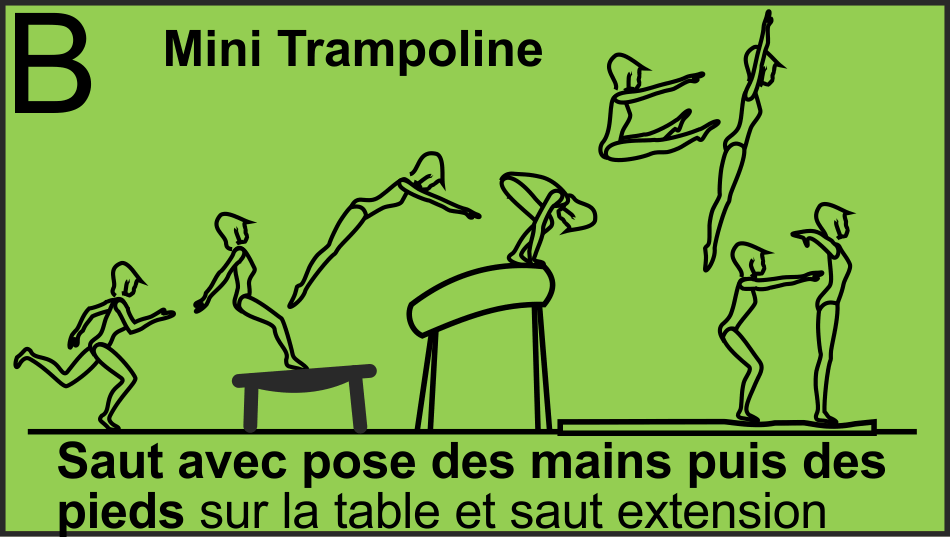 B
Mini Trampoline
Saut avec pose des mains puis des
pieds sur la table et saut extension